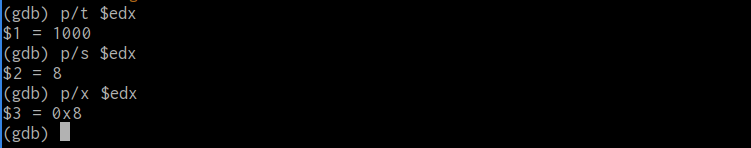 (gdb) p/t $edx
$1 = 1000
(gdb) p/s $edx
$2 = 8
(gdb) p/x $edx
$3 = 0x8
(gdb)